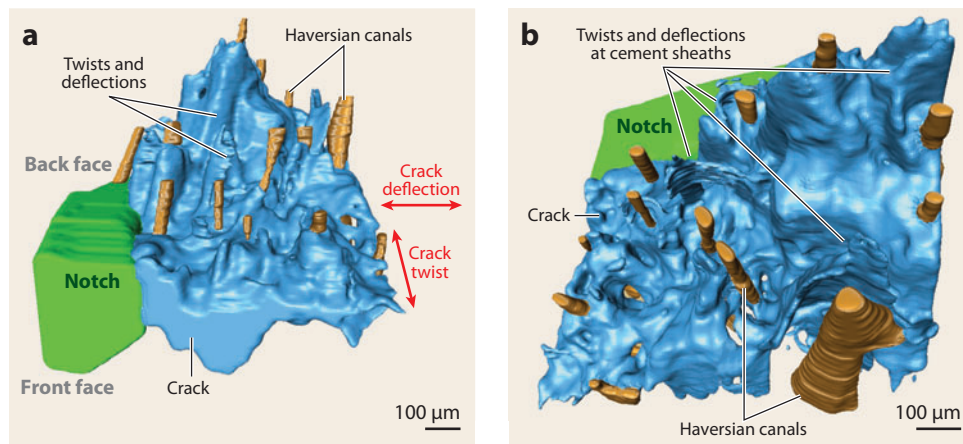 a
Haversian canals
Twists and
deflections
Back face
Crack
deflection
Crack
twist
Notch
Front face
Crack
100 µm
b
Twists and deflections
at cement sheaths
Notch
Crack
Haversian canals
100 µm